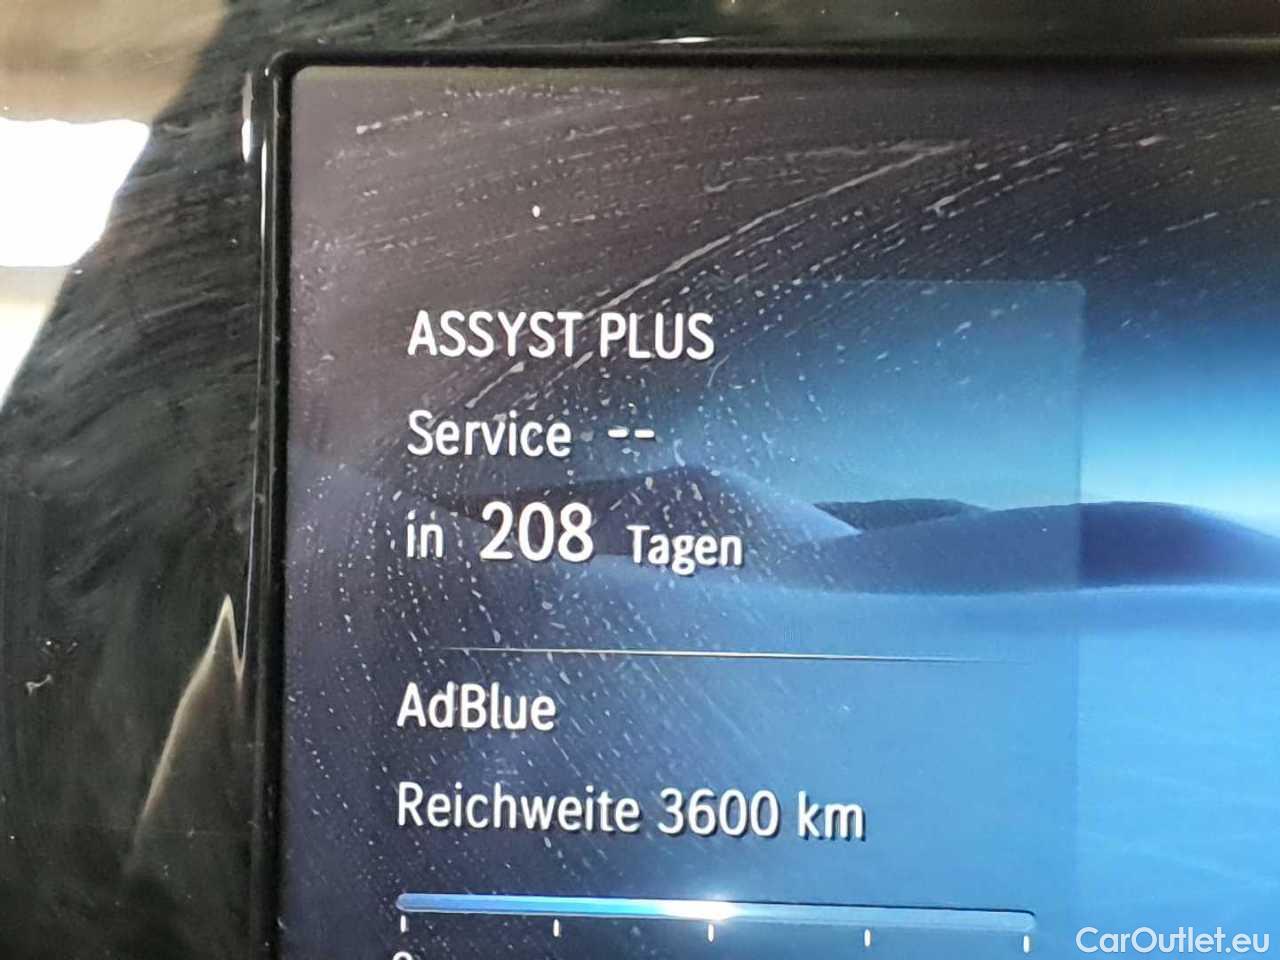 ASSYST PLUS
Service --
in 208 Tagen
AdBlue
Reichweite 3600 km
CarOutlet.eu